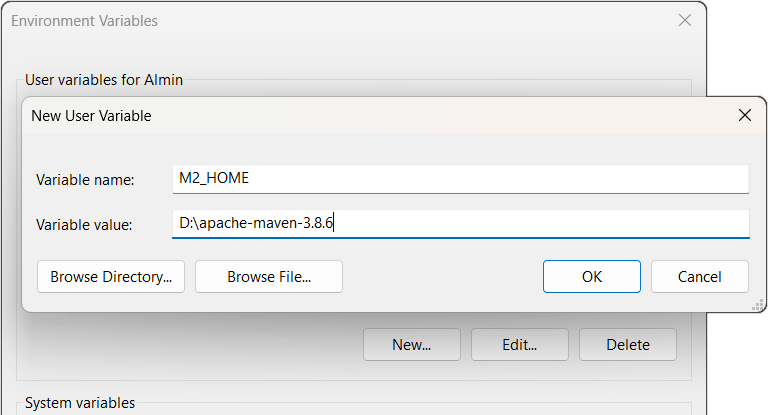 Environment Variables
User variables for Almin
New User Variable
Variable name: M2_HOME
Variable value: D:\apache-maven-3.8.6
Browse Directory... Browse File... OK Cancel
New... Edit... Delete
System variables